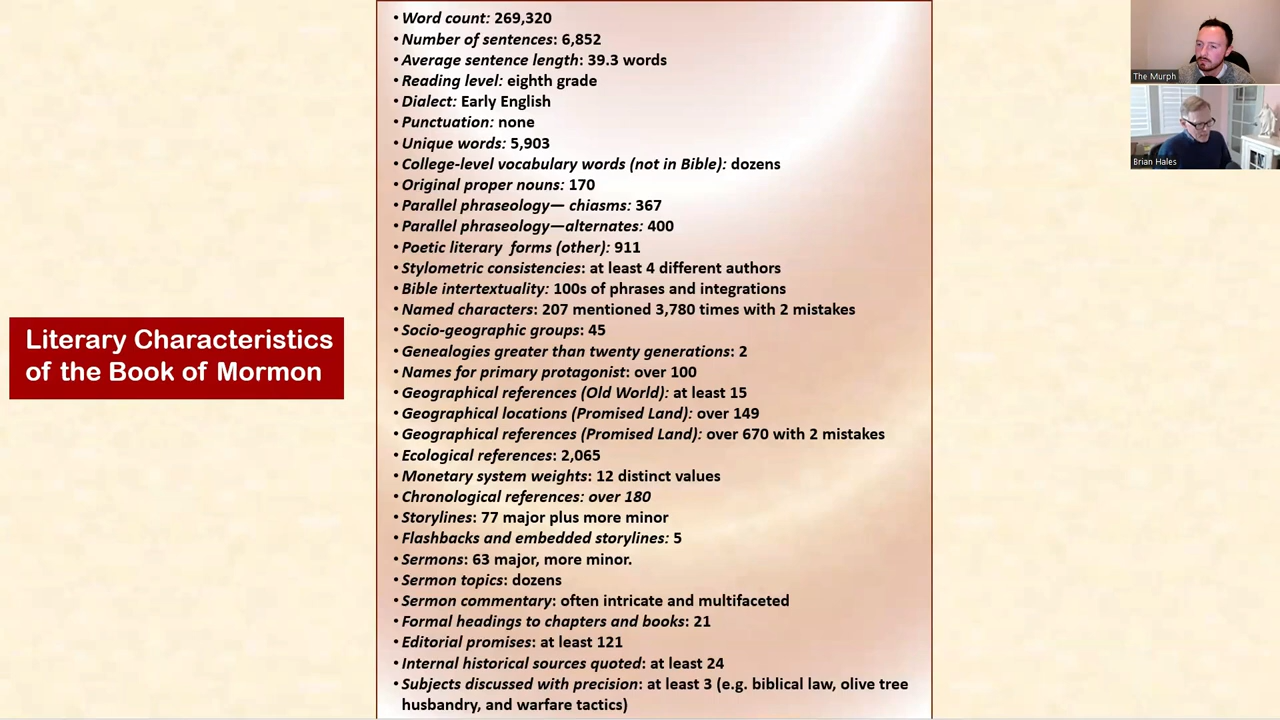 Literary Characteristics
of the Book of Mormon
• Word count: 269,320
• Number of sentences: 6,852
• Average sentence length: 39.3 words
• Reading level: eighth grade
• Dialect: Early English
• Punctuation: none
• Unique words: 5,903
• College-level vocabulary words (not in Bible): dozens
• Original proper nouns: 170
• Parallel phraseology— chiasms: 367
• Parallel phraseology—alternates: 400
• Poetic literary  forms (other): 911
• Stylometric consistencies: at least 4 different authors
• Bible intertextuality: 100s of phrases and integrations
• Named characters: 207 mentioned 3,780 times with 2 mistakes
• Socio-geographic groups: 45
• Genealogies greater than twenty generations: 2
• Names for primary protagonist: over 100
• Geographical references (Old World): at least 15
• Geographical locations (Promised Land): over 149
• Geographical references (Promised Land): over 670 with 2 mistakes
• Ecological references: 2,065
• Monetary system weights: 12 distinct values
• Chronological references: over 180
• Storylines: 77 major plus more minor
• Flashbacks and embedded storylines: 5
• Sermons: 63 major, more minor.
• Sermon topics: dozens
• Sermon commentary: often intricate and multifaceted
• Formal headings to chapters and books: 21
• Editorial promises: at least 121
• Internal historical sources quoted: at least 24
• Subjects discussed with precision: at least 3 (e.g. biblical law, olive tree
husbandry, and warfare tactics)
The Murph
Brian Hales